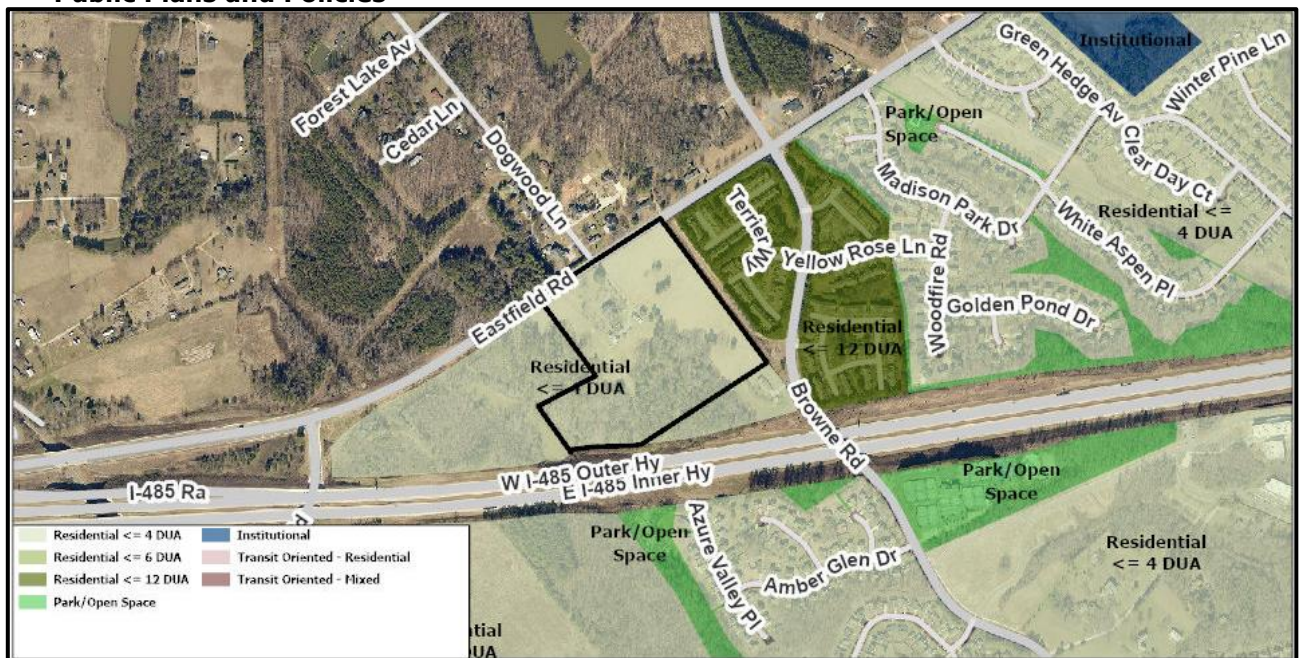 Public Plans and Policies
Forest Lake Av
Cedar Ln
Dogwood Ln
Eastfield Rd
Terrier Wy
Yellow Rose Ln
Institutional
Green Hedge Av
Winter Pine Ln
Clear Day Ct
Park/Open
Space
Madison Park Dr
White Aspen Pl
Residential <=
4 DUA
Woodfire Rd
Golden Pond Dr
Residential
<= 12 DUA
Residential
DUA
Browne Rd
W I-485 Outer Hy
E I-485 Inner Hy
I-485 Ra
Park/Open
Space
Park/Open
Space
Azure Valley Pl
Amber Glen Dr
Residential
<= 4 DUA
Residential <= 4 DUA
Residential <= 6 DUA
Residential <= 12 DUA
Park/Open Space
Institutional
Transit Oriented - Residential
Transit Oriented - Mixed